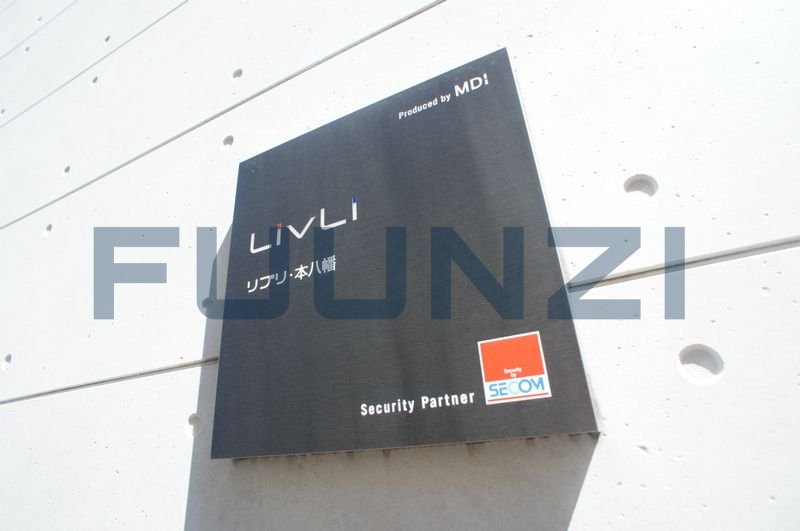 Produced by MDi
LiVLi
リブリ・本八幡
FUUNZI
Security Partner
Security
by
SECOM